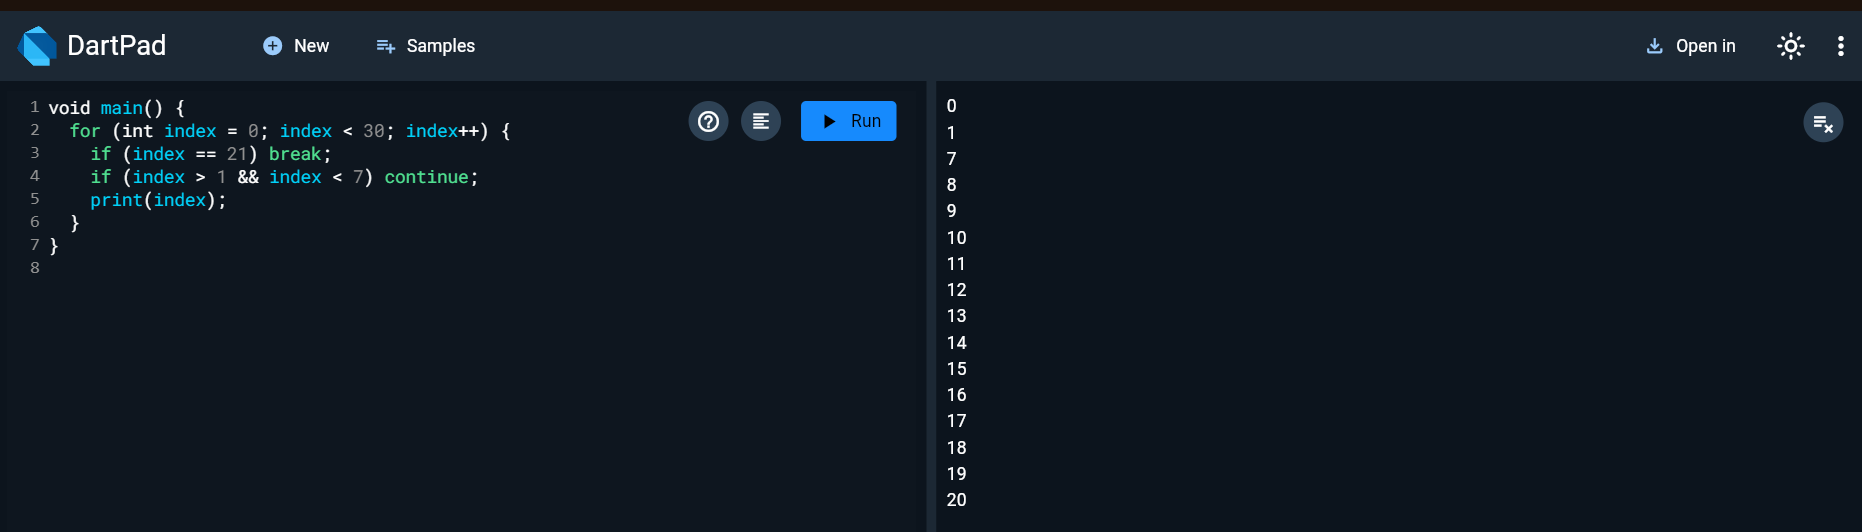 DartPad New Samples Open in
1 void main() {
2 for (int index = 0; index < 30; index++) {
3 if (index == 21) break;
4 if (index > 1 && index < 7) continue;
5 print(index);
6 }
7 }
8
Run
0
1
7
8
9
10
11
12
13
14
15
16
17
18
19
20